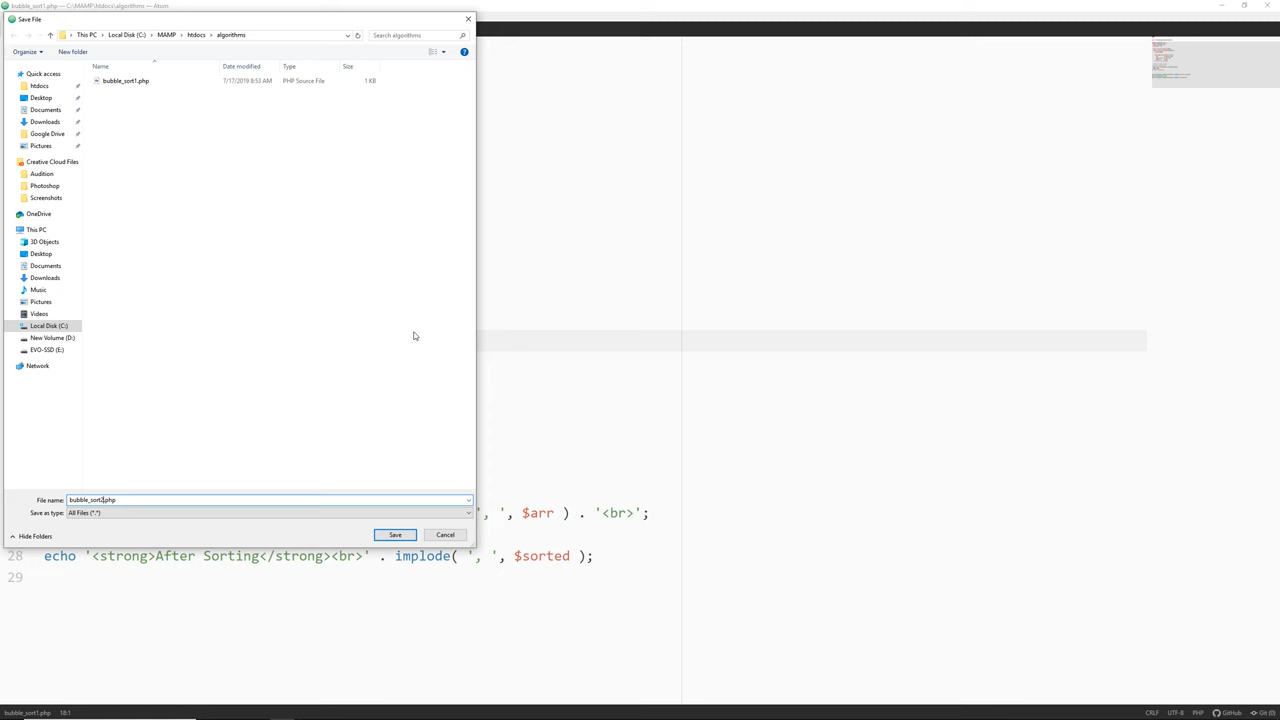 bubble_sort1.php — C:\MAMP\htdocs\algorithms — Atom
Save File
This PC > Local Disk (C:) > MAMP > htdocs > algorithms
Search algorithms
Organize
New folder
Name Date modified Type Size
bubble_sort1.php 7/17/2019 8:53 AM PHP Source File 1 KB
Quick access
htdocs
Desktop
Documents
Downloads
Google Drive
Pictures
Creative Cloud Files
Audition
Photoshop
Screenshots
OneDrive
This PC
3D Objects
Desktop
Documents
Downloads
Music
Pictures
Videos
Local Disk (C:)
New Volume (D:)
EVO-SSD (E:)
Network
File name: bubble_sort2.php
Save as type: All Files (*.*)
Hide Folders
Save
Cancel
', ', $arr ) . '<br>';
28 echo '<strong>After Sorting</strong><br>' . implode( ', ', $sorted );
29
bubble_sort1.php 18:1 CRLF UTF-8 PHP GitHub Git (0)